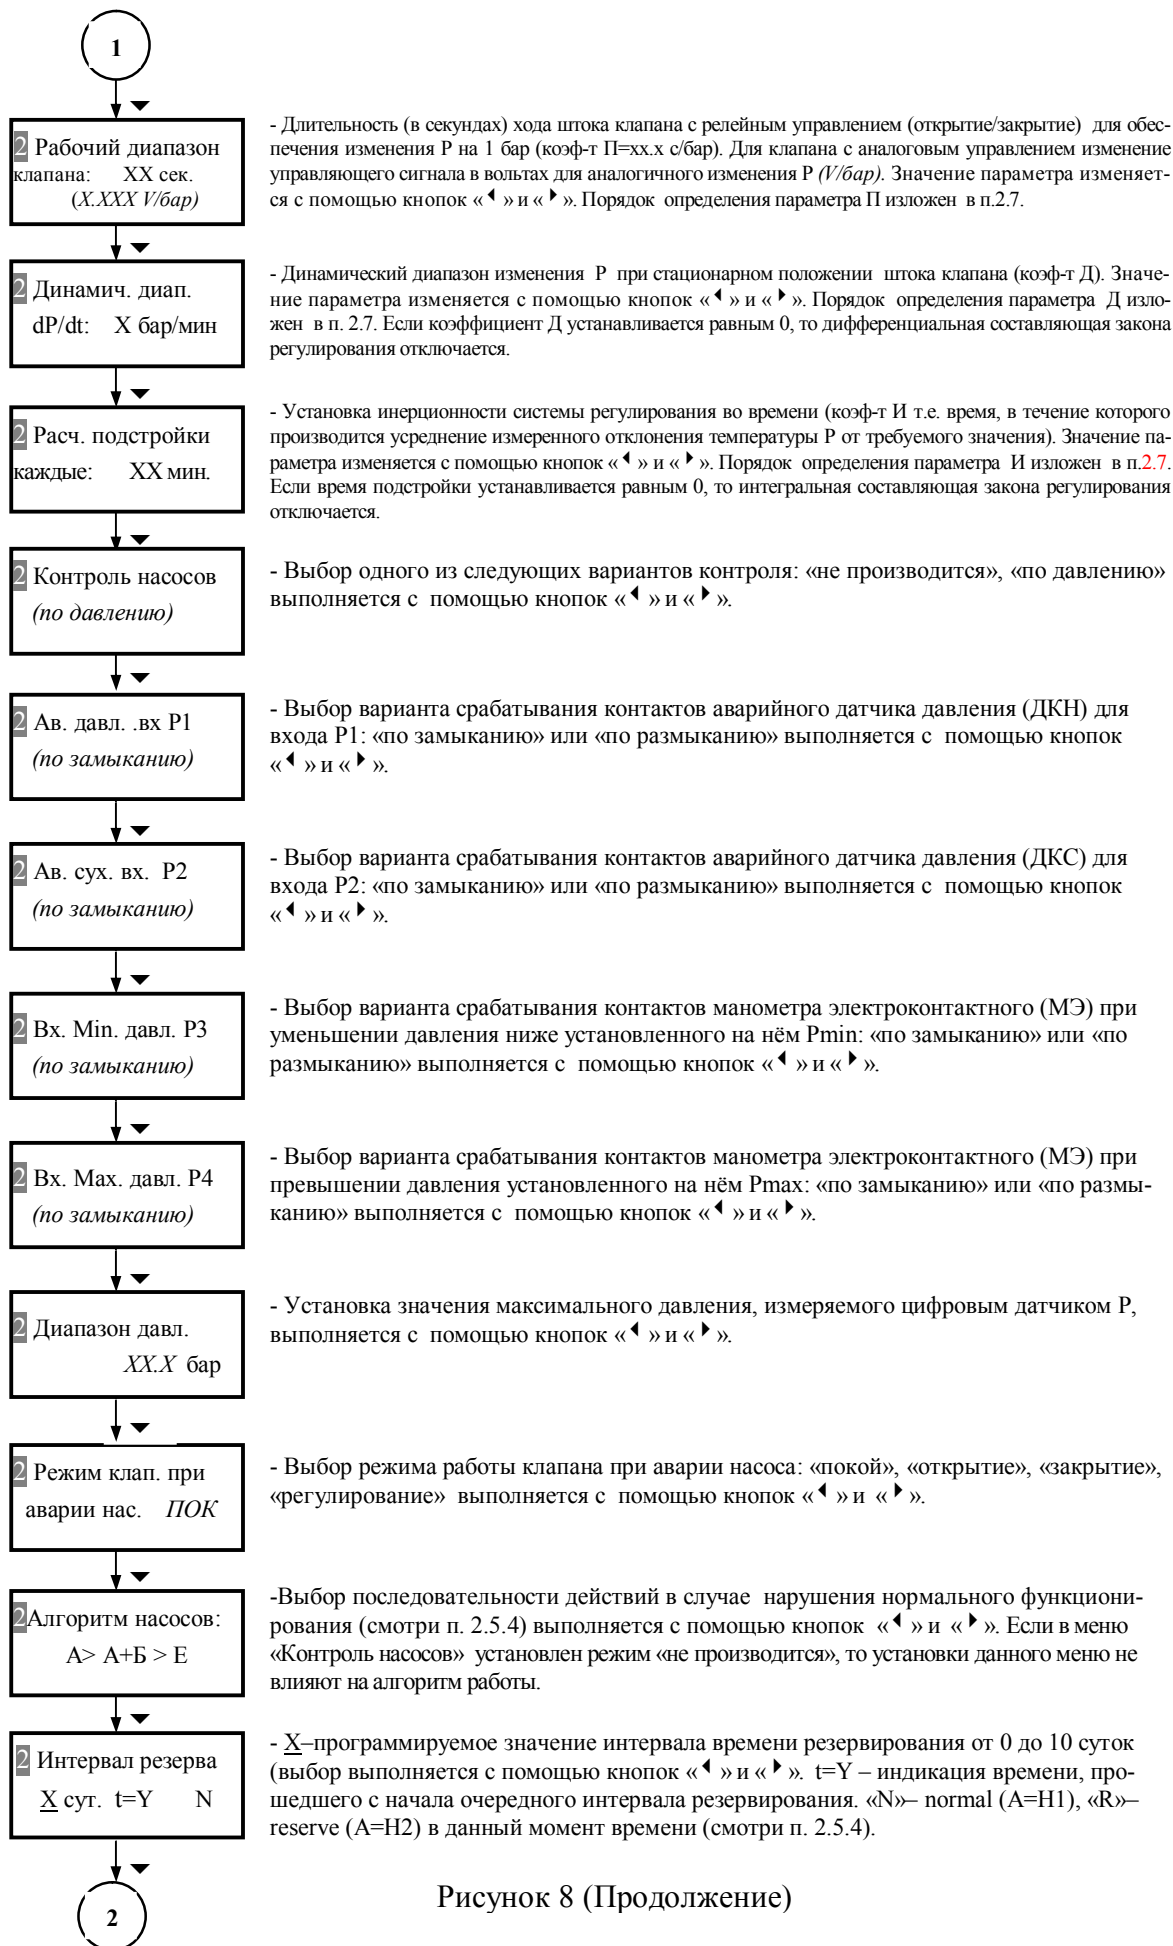 1
2 Рабочий диапазон
клапана: XX сек.
(X.XXX V/бар)
- Длительность (в секундах) хода штока клапана с релейным управлением (открытие/закрытие) для обес-
печения изменения Р на 1 бар (коэф-т П=хх.х с/бар). Для клапана с аналоговым управлением изменение
управляющего сигнала в вольтах для аналогичного изменения Р (V/бар). Значение параметра изменяет-
ся с помощью кнопок «◄» и «►». Порядок определения параметра П изложен в п.2.7.
2 Динамич. диап.
dP/dt: X бар/мин
- Динамический диапазон изменения Р при стационарном положении штока клапана (коэф-т Д). Значе-
ние параметра изменяется с помощью кнопок «◄» и «►». Порядок определения параметра Д изло-
жен в п. 2.7. Если коэффициент Д устанавливается равным 0, то дифференциальная составляющая закона
регулирования отключается.
2 Расч. подстройки
каждые: XX мин.
- Установка инерционности системы регулирования во времени (коэф-т И т.е. время, в течение которого
производится усреднение измеренного отклонения температуры Р от требуемого значения). Значение па-
раметра изменяется с помощью кнопок «◄» и «►». Порядок определения параметра И изложен в п.2.7.
Если время подстройки устанавливается равным 0, то интегральная составляющая закона регулирования
отключается.
2 Контроль насосов
(по давлению)
- Выбор одного из следующих вариантов контроля: «не производится», «по давлению»
выполняется с помощью кнопок «◄» и «►».
2 Ав. давл. .вх Р1
(по замыканию)
- Выбор варианта срабатывания контактов аварийного датчика давления (ДКН) для
входа Р1: «по замыканию» или «по размыканию» выполняется с помощью кнопок
«◄» и «►».
2 Ав. сух. вх. Р2
(по замыканию)
- Выбор варианта срабатывания контактов аварийного датчика давления (ДКС) для
входа Р2: «по замыканию» или «по размыканию» выполняется с помощью кнопок
«◄» и «►».
2 Вх. Min. давл. Р3
(по замыканию)
- Выбор варианта срабатывания контактов манометра электроконтактного (МЭ) при
уменьшении давления ниже установленного на нём Pmin: «по замыканию» или «по
размыканию» выполняется с помощью кнопок «◄» и «►».
2 Вх. Max. давл. Р4
(по замыканию)
- Выбор варианта срабатывания контактов манометра электроконтактного (МЭ) при
превышении давления установленного на нём Pmax: «по замыканию» или «по размы-
канию» выполняется с помощью кнопок «◄» и «►».
2 Диапазон давл.
XX.X бар
- Установка значения максимального давления, измеряемого цифровым датчиком Р,
выполняется с помощью кнопок «◄» и «►».
2 Режим клап. при
аварии нас. ПОК
- Выбор режима работы клапана при аварии насоса: «покой», «открытие», «закрытие»,
«регулирование» выполняется с помощью кнопок «◄» и «►».
2 Алгоритм насосов:
А> А+Б > Е
-Выбор последовательности действий в случае нарушения нормального функциони-
рования (смотри п. 2.5.4) выполняется с помощью кнопок «◄» и «►». Если в меню
«Контроль насосов» установлен режим «не производится», то установки данного меню не
влияют на алгоритм работы.
2 Интервал резерва
X сут. t=Y N
- X–программируемое значение интервала времени резервирования от 0 до 10 суток
(выбор выполняется с помощью кнопок «◄» и «►». t=Y – индикация времени, про-
шедшего с начала очередного интервала резервирования. «N»– normal (А=Н1), «R»–
reserve (А=Н2) в данный момент времени (смотри п. 2.5.4).
2
Рисунок 8 (Продолжение)